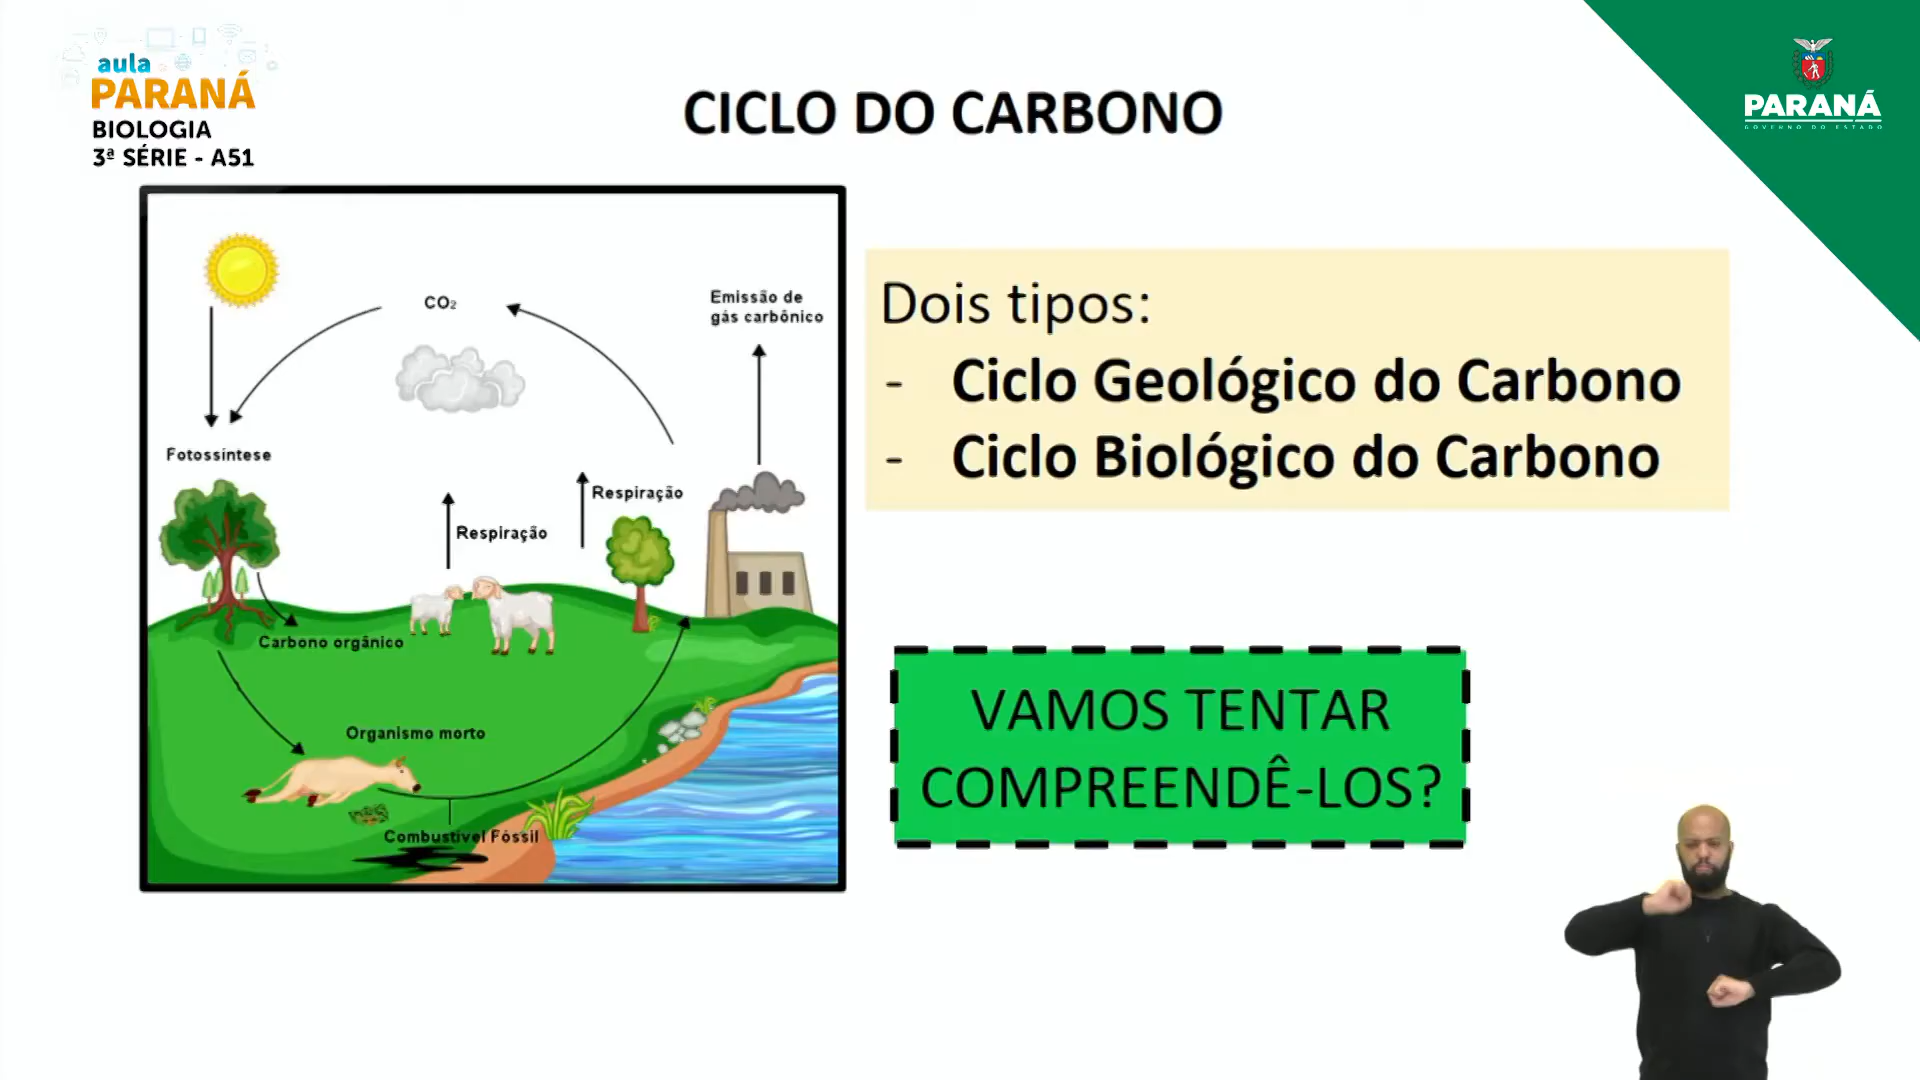 aula
PARANÁ
BIOLOGIA
3ª SÉRIE - A51
CICLO DO CARBONO
PARANÁ
GOVERNO DO ESTADO
CO₂
Emissão de
gás carbônico
Fotossíntese
Respiração
Respiração
Carbono orgânico
Organismo morto
Combustível Fóssil
Dois tipos:
- Ciclo Geológico do Carbono
- Ciclo Biológico do Carbono
VAMOS TENTAR
COMPREENDÊ-LOS?